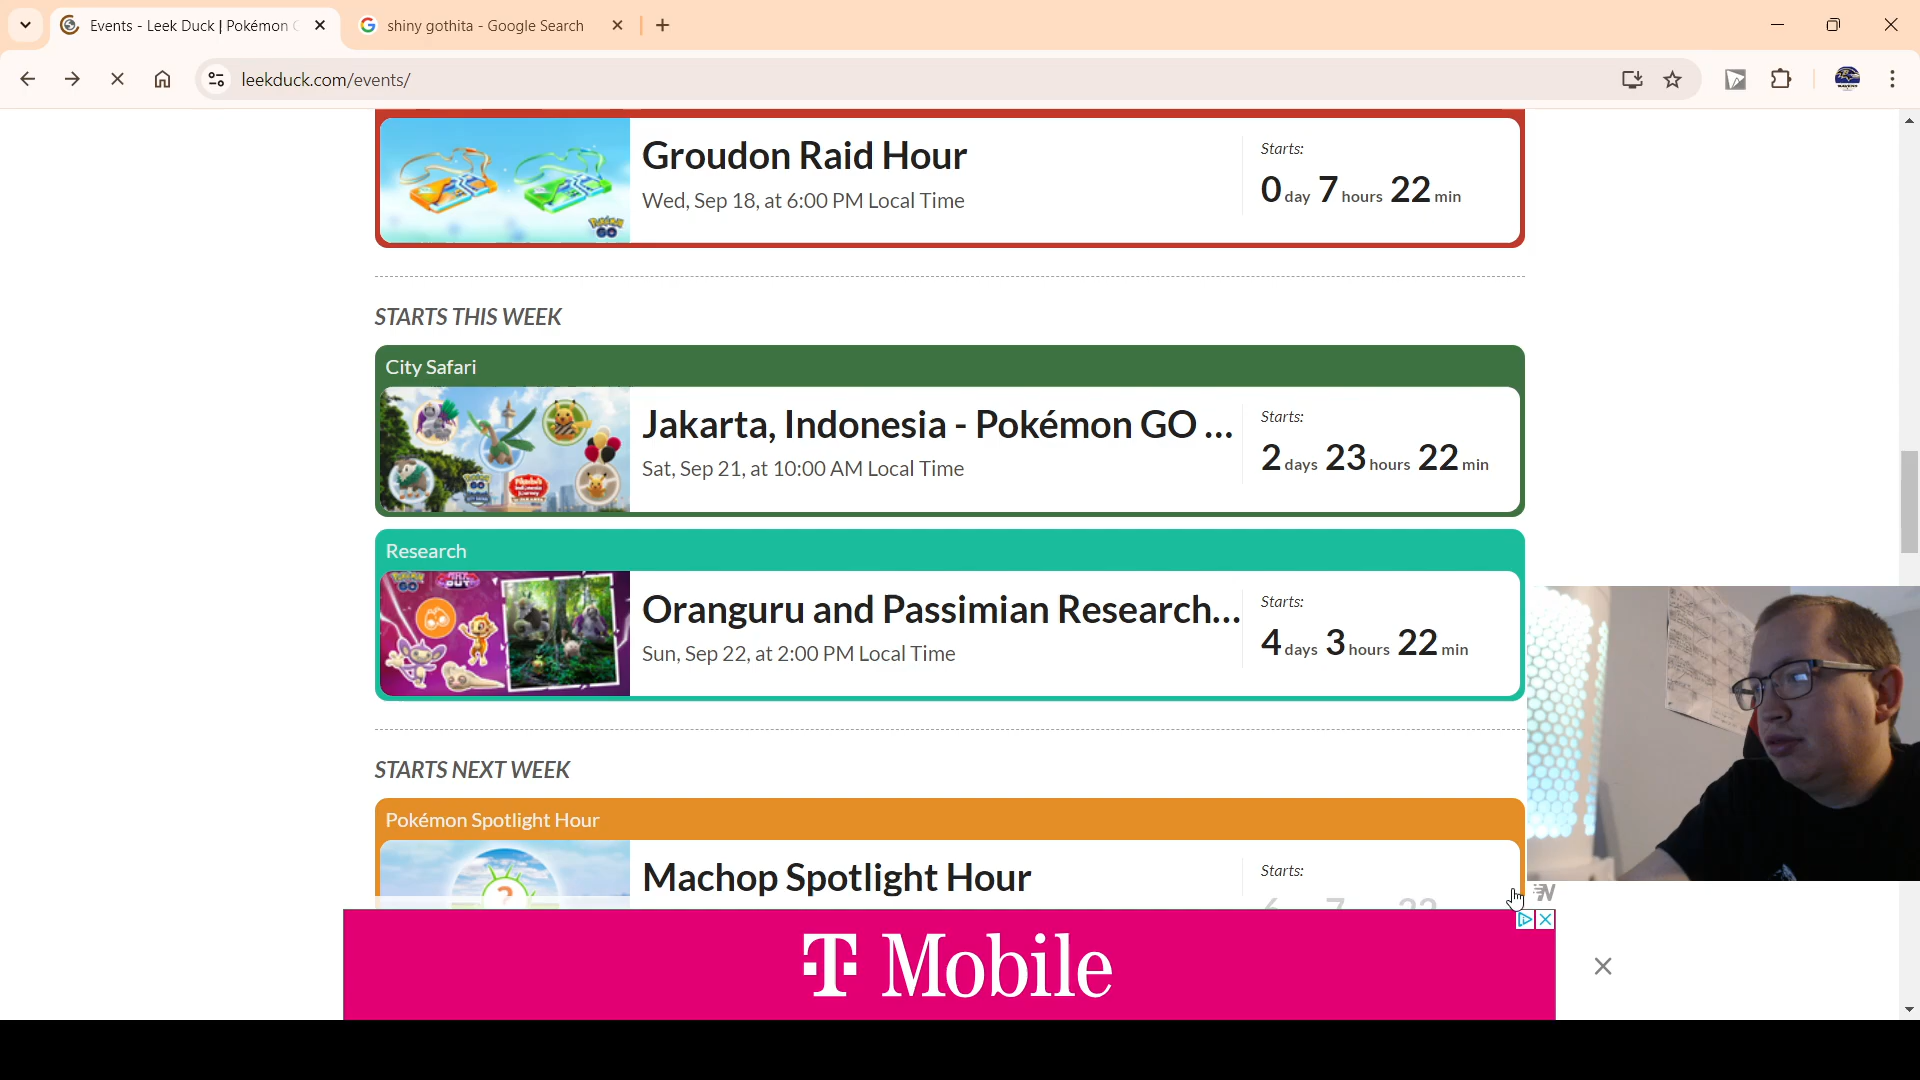 Events - Leek Duck | Pokémon G
shiny gothita - Google Search
leekduck.com/events/
Groudon Raid Hour
Wed, Sep 18, at 6:00 PM Local Time
Starts:
0 day 7 hours 22 min
Pokémon GO
STARTS THIS WEEK
City Safari
Jakarta, Indonesia - Pokémon GO ...
Sat, Sep 21, at 10:00 AM Local Time
Starts:
2 days 23 hours 22 min
Research
Oranguru and Passimian Research...
Sun, Sep 22, at 2:00 PM Local Time
Starts:
4 days 3 hours 22 min
STARTS NEXT WEEK
Pokémon Spotlight Hour
Machop Spotlight Hour
Starts:
?
T Mobile